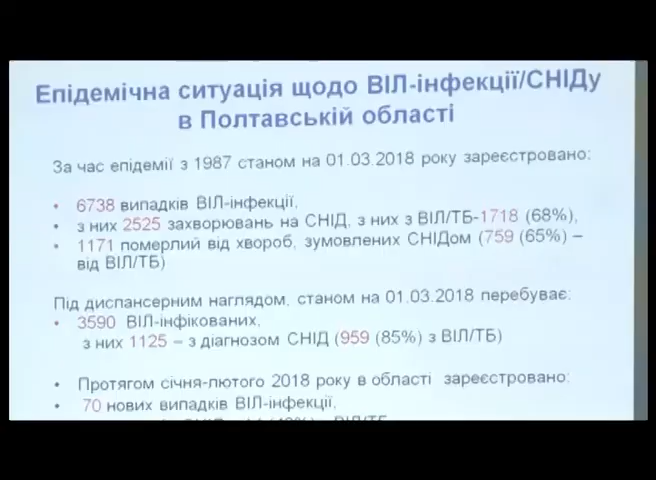 Епідемічна ситуація щодо ВІЛ-інфекції/СНІДу
в Полтавській області
За час епідемії з 1987 станом на 01.03.2018 року зареєстровано:
• 6738 випадків ВІЛ-інфекції,
• з них 2525 захворювань на СНІД, з них з ВІЛ/ТБ-1718 (68%),
• 1171 померлий від хвороб, зумовлених СНІДом (759 (65%) –
від ВІЛ/ТБ)
Під диспансерним наглядом, станом на 01.03.2018 перебуває:
• 3590 ВІЛ-інфікованих,
з них 1125 – з діагнозом СНІД (959 (85%) з ВІЛ/ТБ)
• Протягом січня-лютого 2018 року в області зареєстровано:
• 70 нових випадків ВІЛ-інфекції,